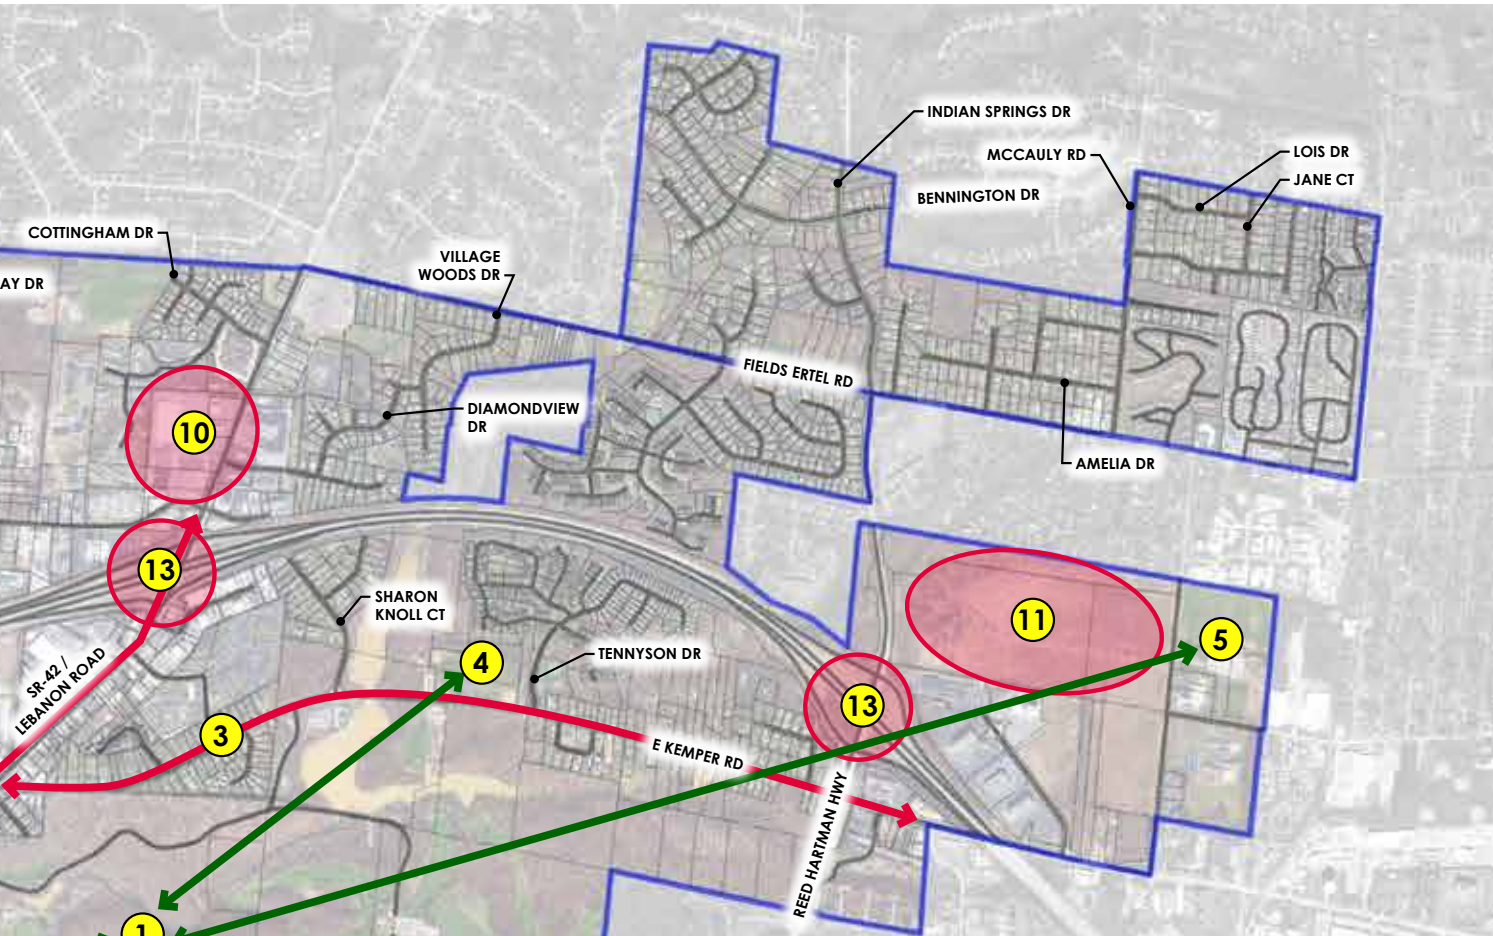 INDIAN SPRINGS DR
MCCAULY RD
LOIS DR
JANE CT
BENNINGTON DR
COTTINGHAM DR
VILLAGE
WOODS DR
AY DR
FIELDS ERTEL RD
10
DIAMONDVIEW
DR
AMELIA DR
13
SHARON
KNOLL CT
11
5
4
TENNYSON DR
SR-42 /
LEBANON ROAD
13
3
E KEMPER RD
REED HARTMAN HWY
1